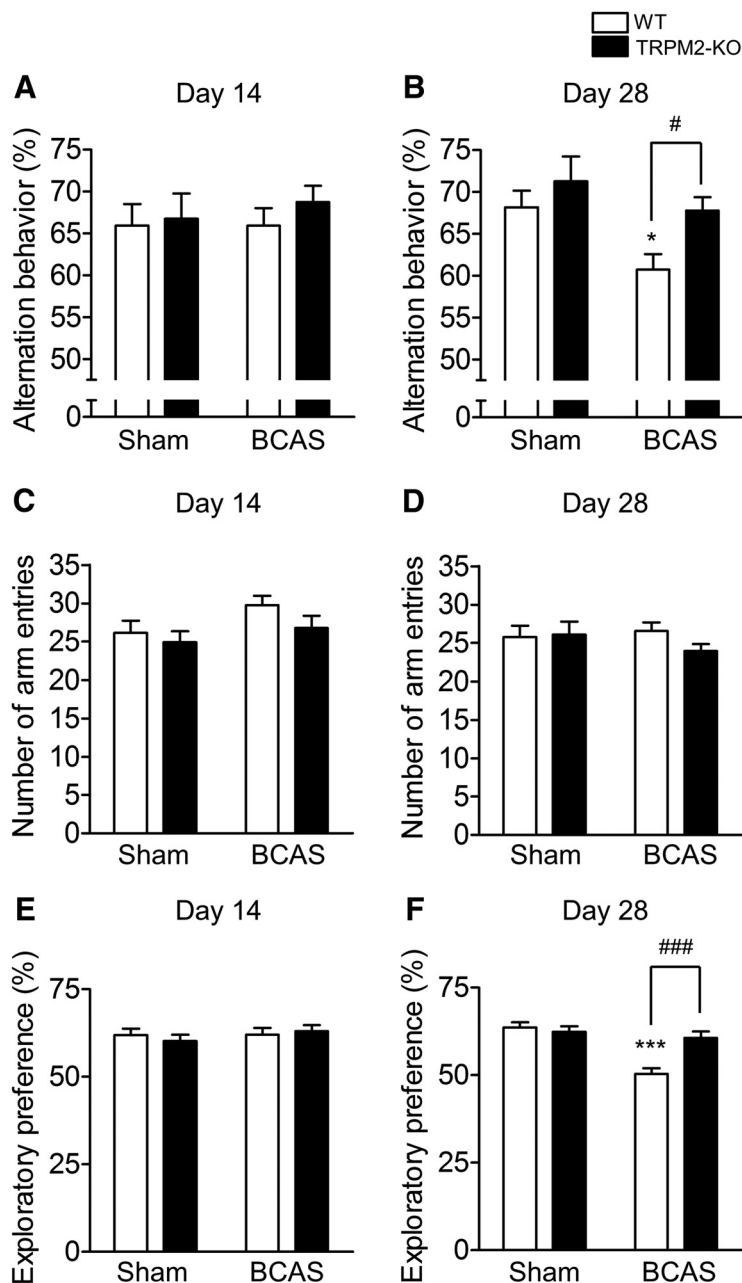 WT
TRPM2-KO
A
Day 14
Alternation behavior (%)
75
70
65
60
55
50
0
Sham
BCAS
B
Day 28
Alternation behavior (%)
75
70
65
60
55
50
0
#
*
Sham
BCAS
C
Day 14
Number of arm entries
35
30
25
20
15
10
5
0
Sham
BCAS
D
Day 28
Number of arm entries
35
30
25
20
15
10
5
0
Sham
BCAS
E
Day 14
Exploratory preference (%)
75
50
25
0
Sham
BCAS
F
Day 28
Exploratory preference (%)
75
50
25
0
###
***
Sham
BCAS